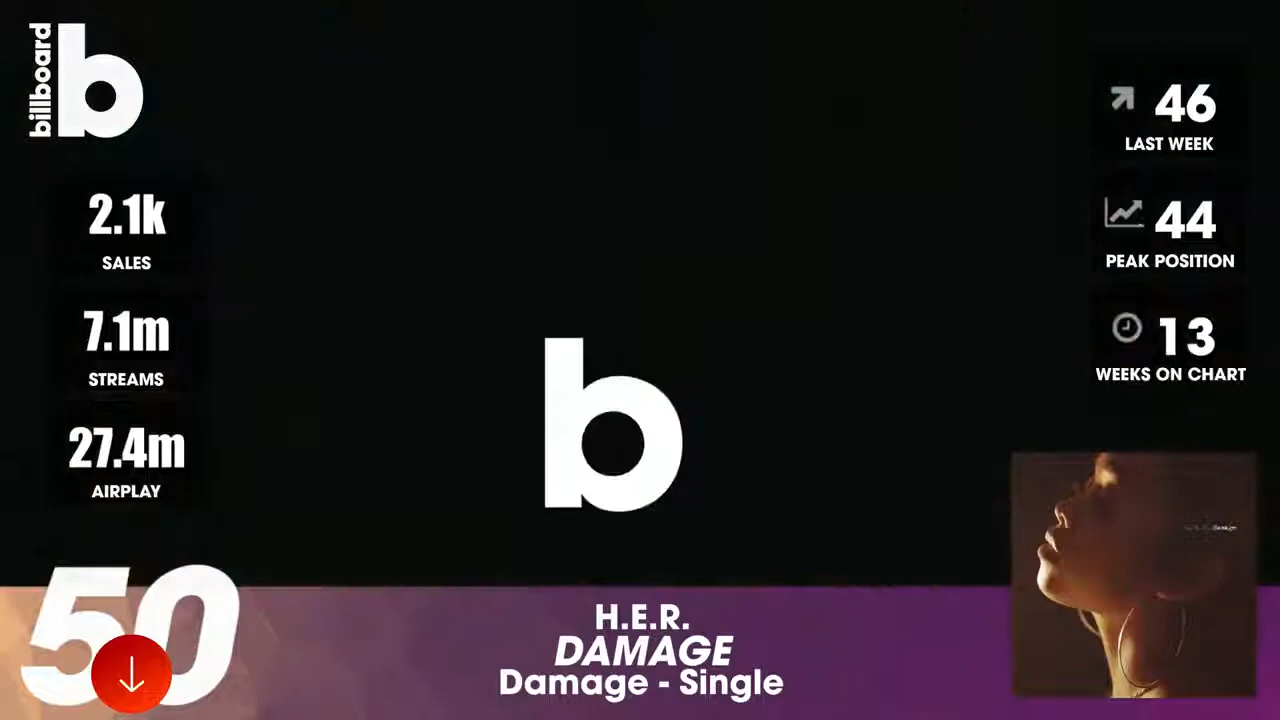 billboard
b
46
LAST WEEK
2.1k
SALES
44
PEAK POSITION
7.1m
STREAMS
13
WEEKS ON CHART
27.4m
AIRPLAY
b
50
H.E.R.
DAMAGE
Damage - Single